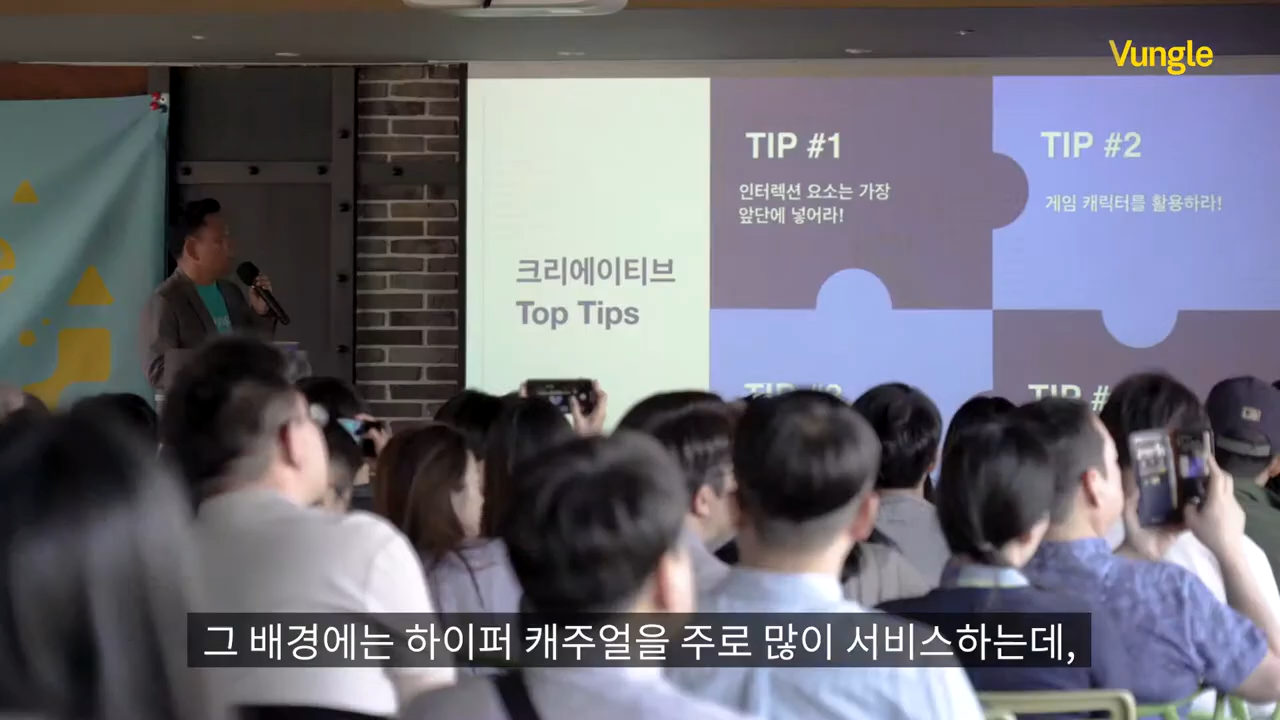 Vungle
TIP #1
인터렉션 요소는 가장
앞단에 넣어라!
TIP #2
게임 캐릭터를 활용하라!
크리에이티브
Top Tips
TIP #3
TIP #
그 배경에는 하이퍼 캐주얼을 주로 많이 서비스하는데,